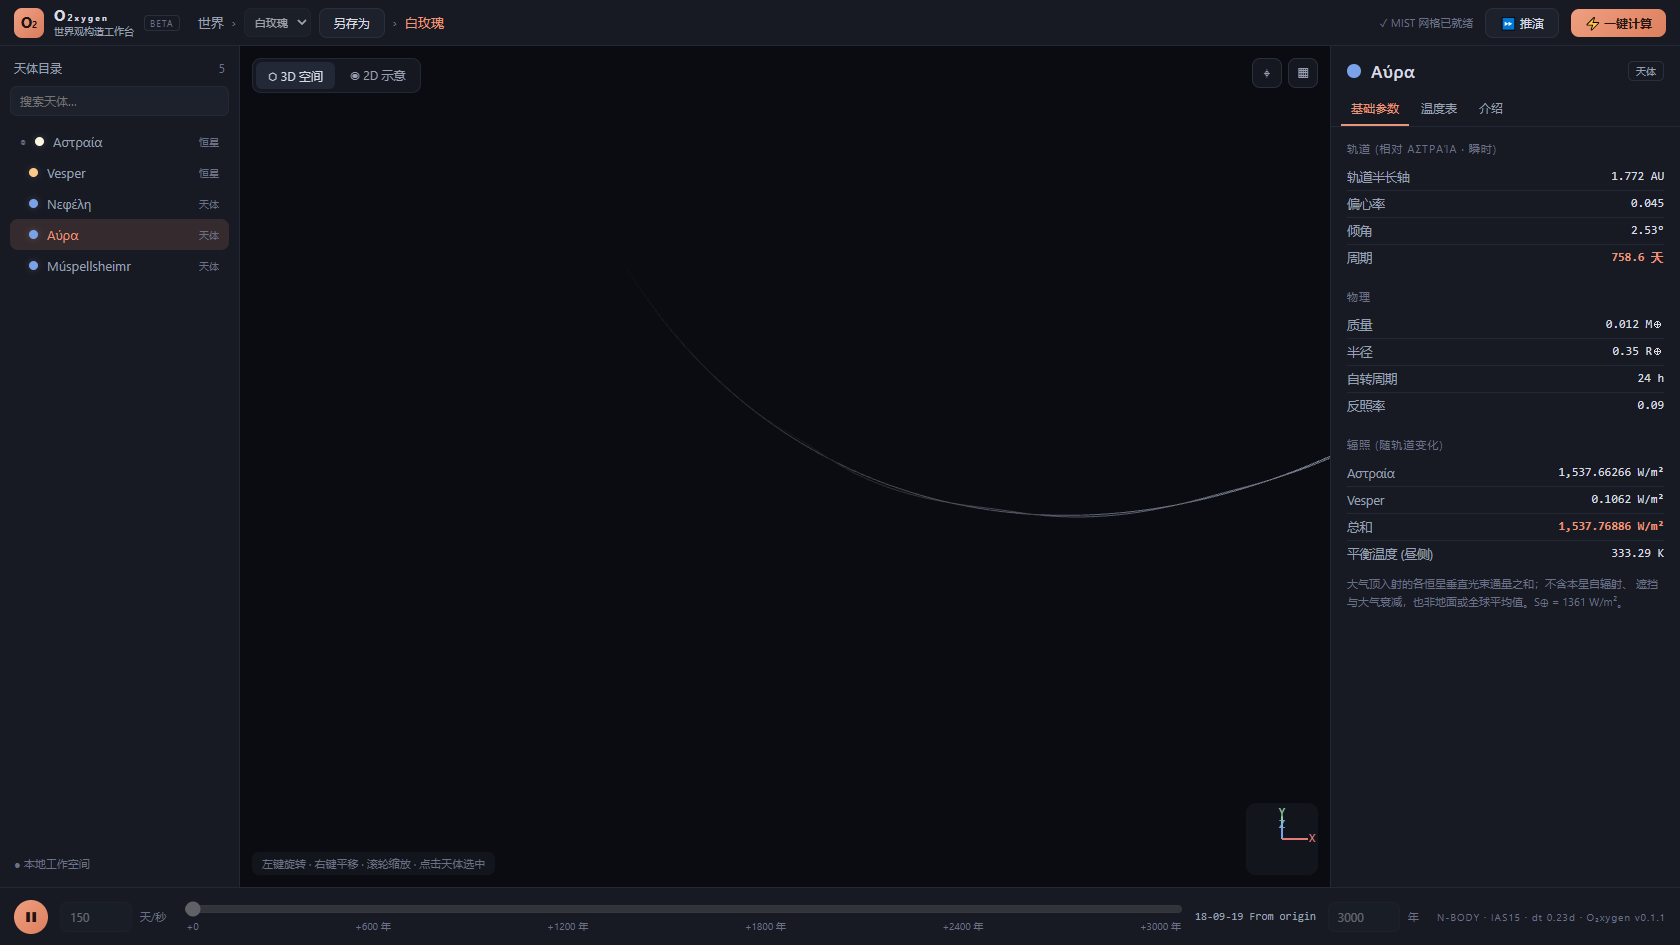 O₂ O₂xygen BETA 世界 › 白玫瑰 另存为 › 白玫瑰 ✓ MIST 网格已就绪 ⏩ 推演 ⚡ 一键计算
世界观构造工作台
天体目录 5
搜索天体...
Αστραία 恒星
Vesper 恒星
Νεφέλη 天体
Αύρα 天体
Múspellsheimr 天体
● 本地工作空间
3D 空间 ◉ 2D 示意
左键旋转 · 右键平移 · 滚轮缩放 · 点击天体选中
Y
Z
X
Αύρα 天体
基础参数 温度表 介绍
轨道 (相对 ΑΣΤΡΑΊΑ · 瞬时)
轨道半长轴 1.772 AU
偏心率 0.045
倾角 2.53°
周期 758.6 天
物理
质量 0.012 M⊕
半径 0.35 R⊕
自转周期 24 h
反照率 0.09
辐照 (随轨道变化)
Αστραία 1,537.66266 W/m²
Vesper 0.1062 W/m²
总和 1,537.76886 W/m²
平衡温度 (昼侧) 333.29 K
大气顶入射的各恒星垂直光束通量之和；不含本星自辐射、 遮挡
与大气衰减，也非地面或全球平均值。S⊕ = 1361 W/m²。
150 天/秒 18-09-19 From origin 3000 年 N-BODY · IAS15 · dt 0.23d · O₂xygen v0.1.1
+0 +600 年 +1200 年 +1800 年 +2400 年 +3000 年